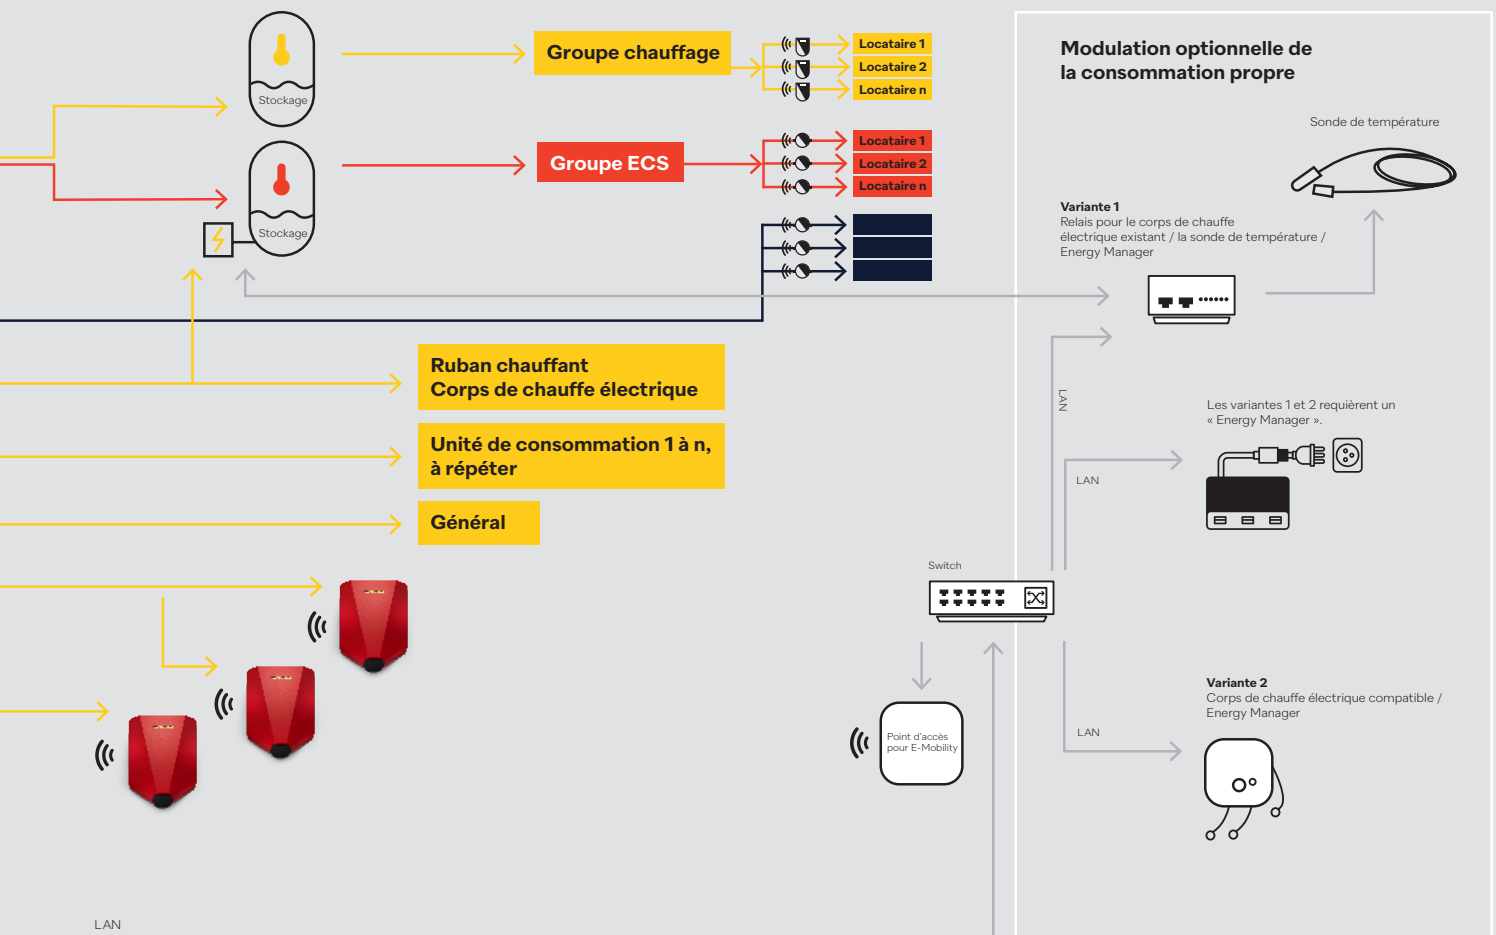 Stockage
Groupe chauffage
Locataire 1
Locataire 2
Locataire n
Stockage
Groupe ECS
Locataire 1
Locataire 2
Locataire n
Ruban chauffant
Corps de chauffe électrique
Unité de consommation 1 à n,
à répéter
Général
Modulation optionnelle de
la consommation propre
Sonde de température
Variante 1
Relais pour le corps de chauffe
électrique existant / la sonde de température /
Energy Manager
LAN
Les variantes 1 et 2 requièrent un
« Energy Manager ».
LAN
Switch
Point d'accès
pour E-Mobility
Variante 2
Corps de chauffe électrique compatible /
Energy Manager
LAN
LAN